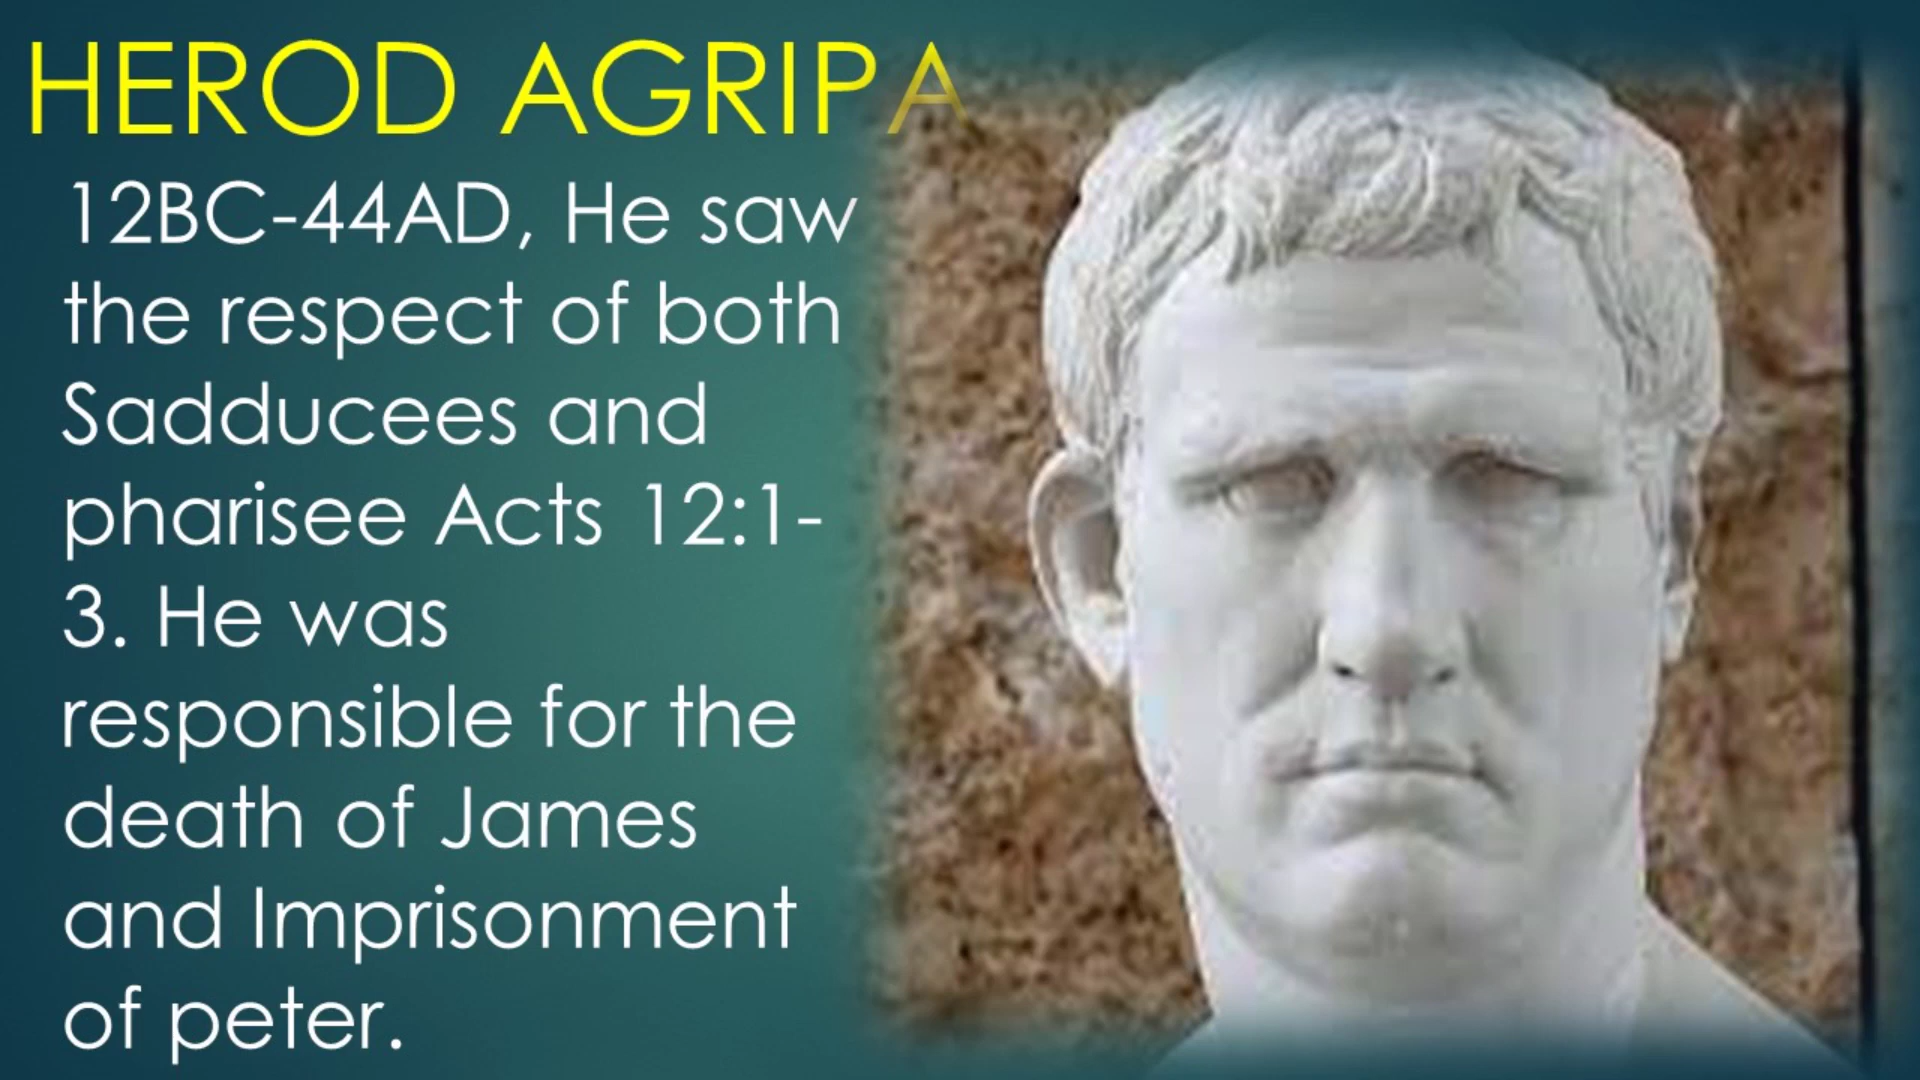 HEROD AGRIPA
12BC-44AD, He saw
the respect of both
Sadducees and
pharisee Acts 12:1-
3. He was
responsible for the
death of James
and Imprisonment
of peter.